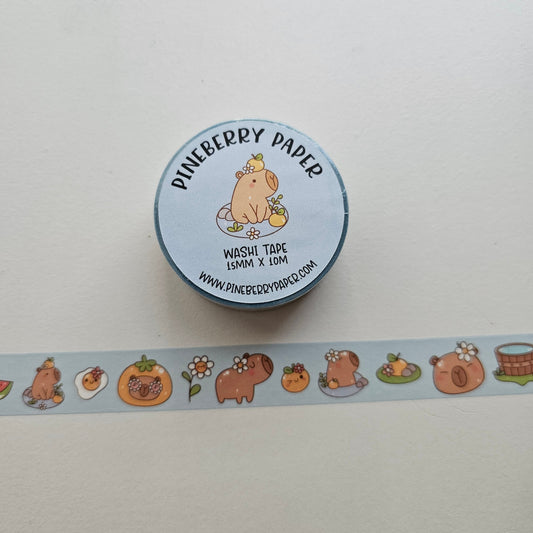 PINEBERRY PAPER
WASHI TAPE
15MM X 10M
WWW.PINEBERRYPAPER.COM